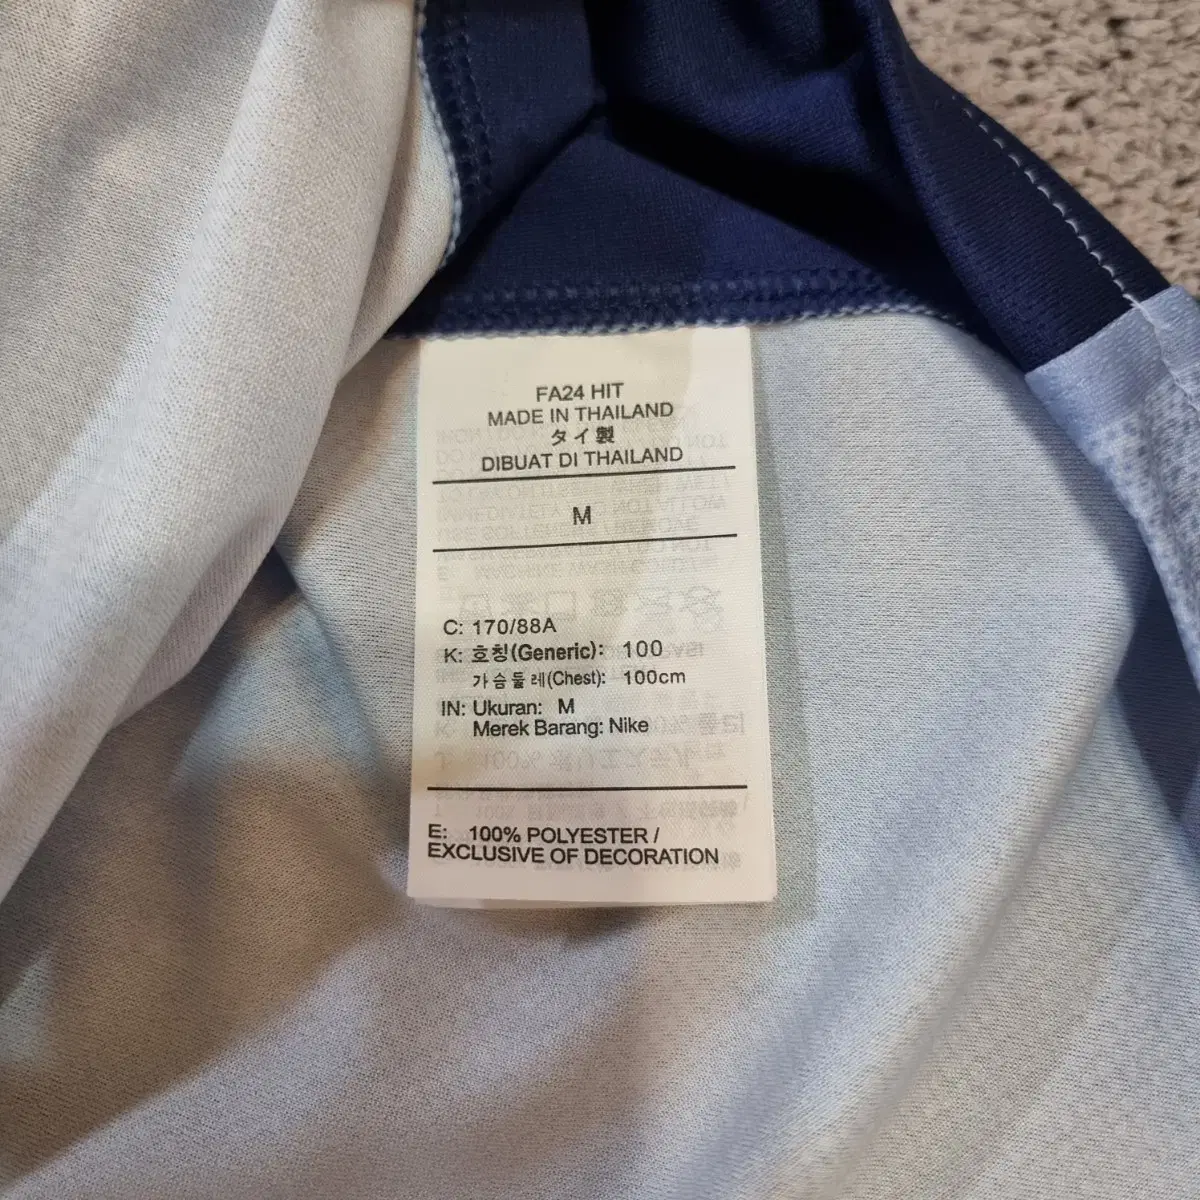 FA24 HIT
MADE IN THAILAND
タイ製
DIBUAT DI THAILAND
M
C: 170/88A
K: 호칭(Generic): 100
가슴둘레(Chest): 100cm
IN: Ukuran: M
Merek Barang: Nike
E: 100% POLYESTER /
EXCLUSIVE OF DECORATION